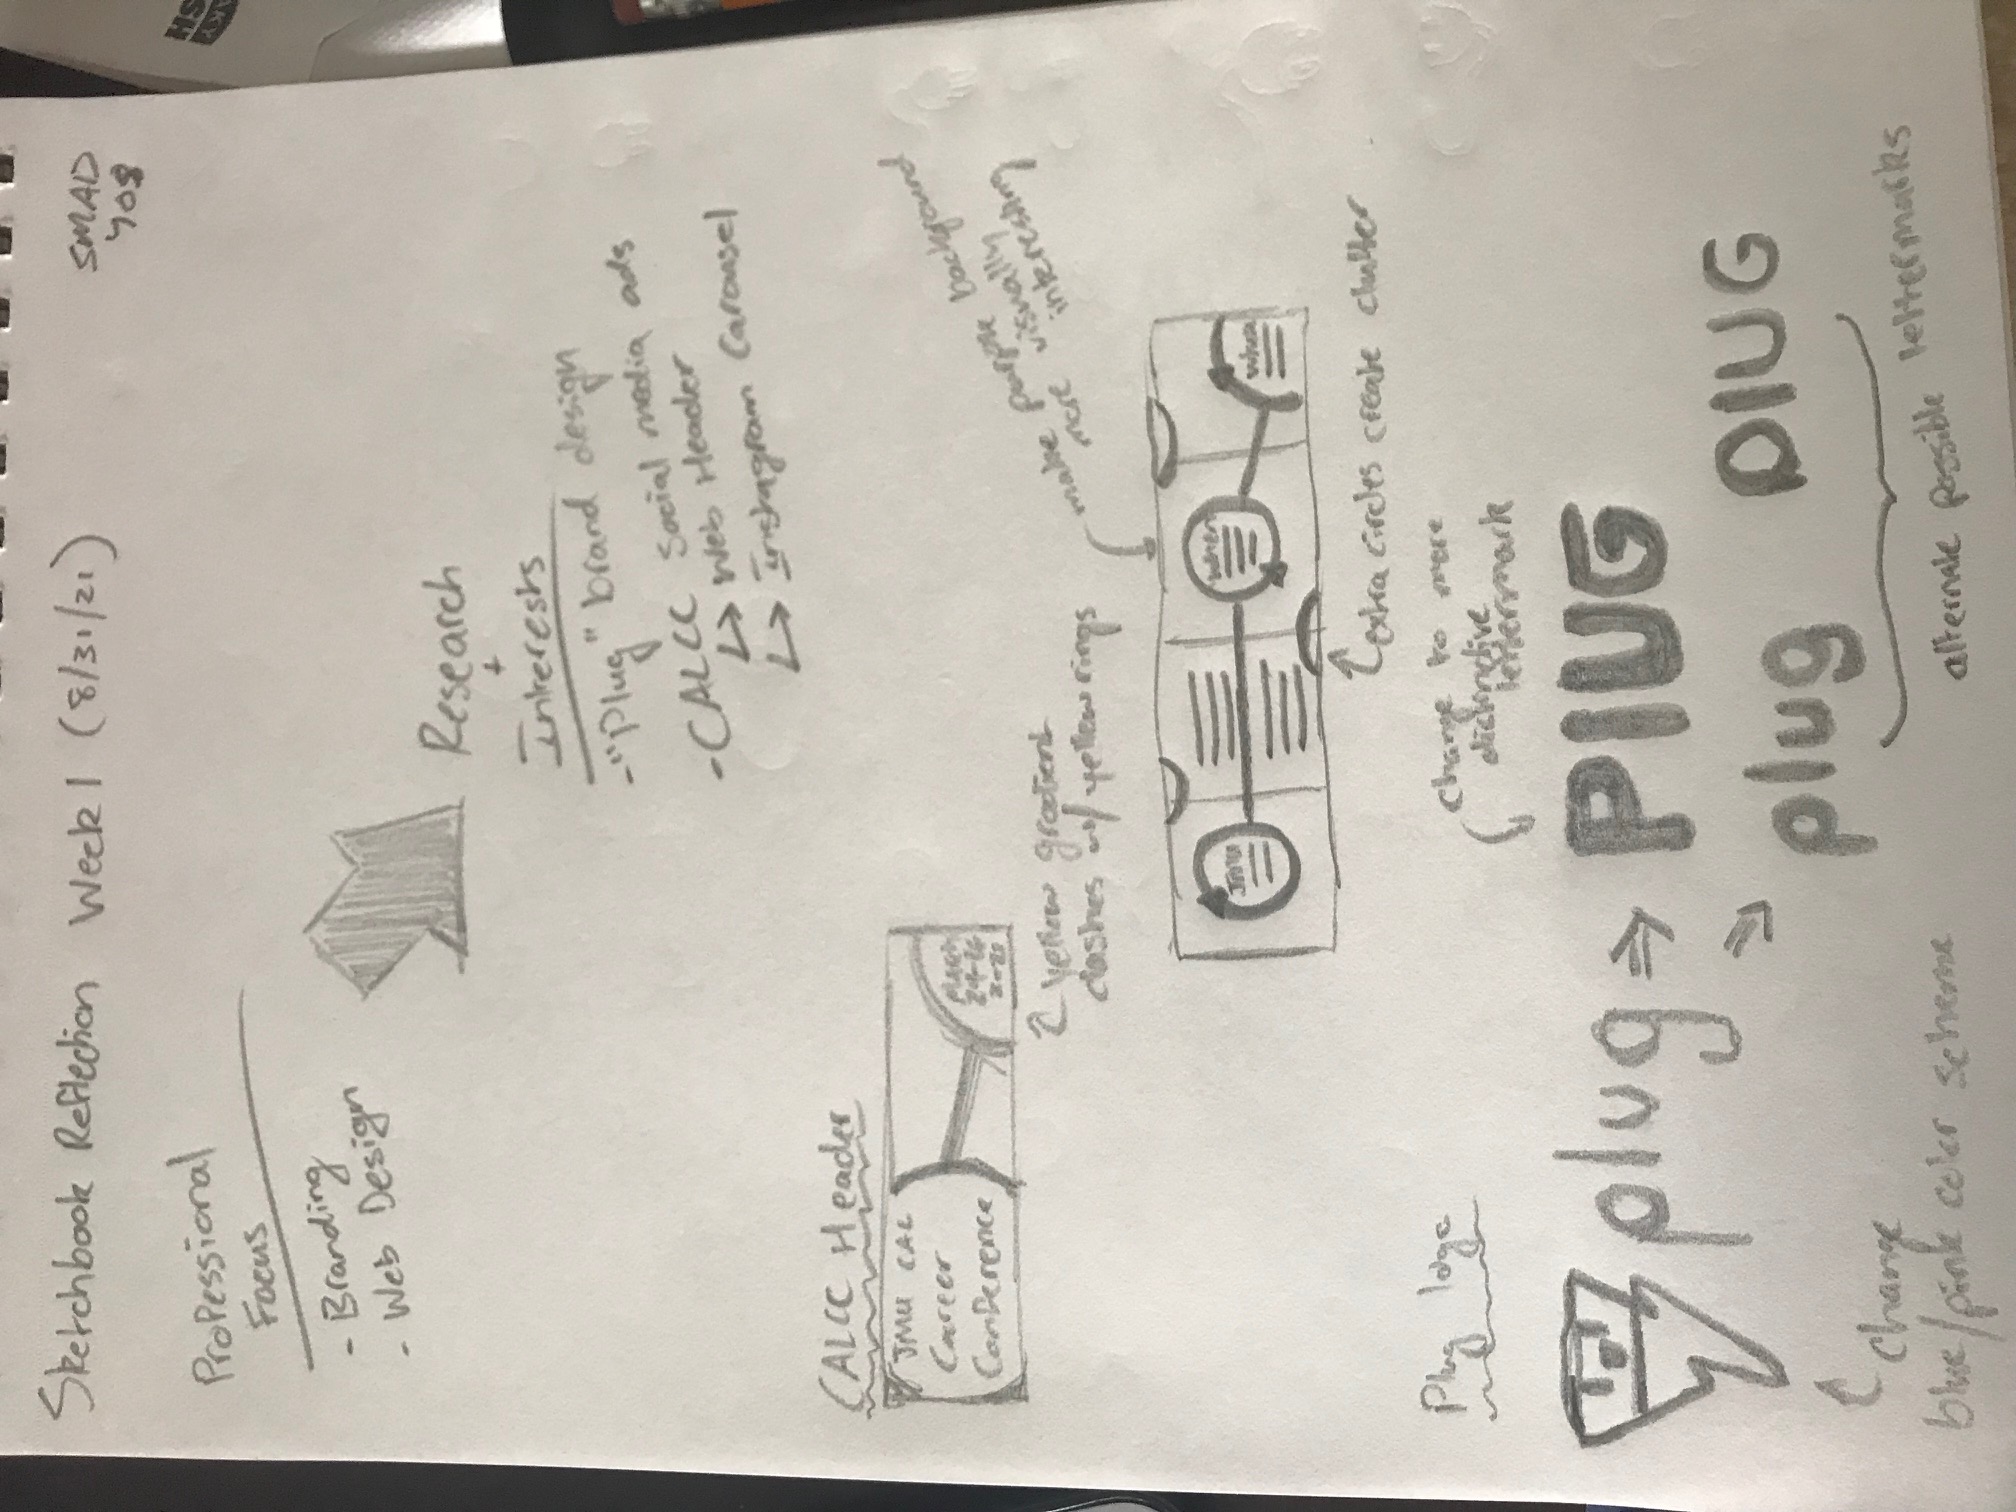 Sketchbook Reflection Week 1 (8/31/21)
SMAD
408
Professional
Focus
- Branding
- Web Design
Research
+
Interests
- "Plug" brand design
- CALCC Social media ads
↳ Web Header
↳ Instagram Carousel
CALCC Header
JMU CAL
Career
Conference
March
24-26
yellow gradient
clashes w/ yellow rings
make purple background
more visually
interesting
JMU
When
Where
extra circles create clutter
Plug logo
Change to more
distinctive
lettermark
plug
PlUG
plug
DIUG
Change
blue/pink color scheme
alternate possible lettermarks
HS